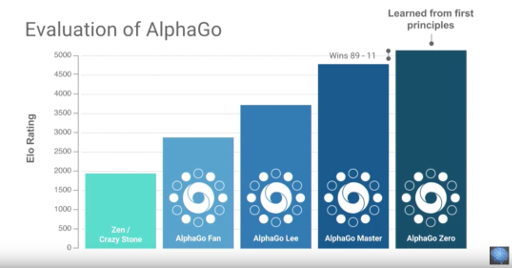 Learned from first
principles
Evaluation of AlphaGo
Wins 89 - 11
5000
4500
4000
3500
3000
2500
2000
1500
1000
500
0
Elo Rating
Zen /
Crazy Stone
AlphaGo Fan
AlphaGo Lee
AlphaGo Master
AlphaGo Zero